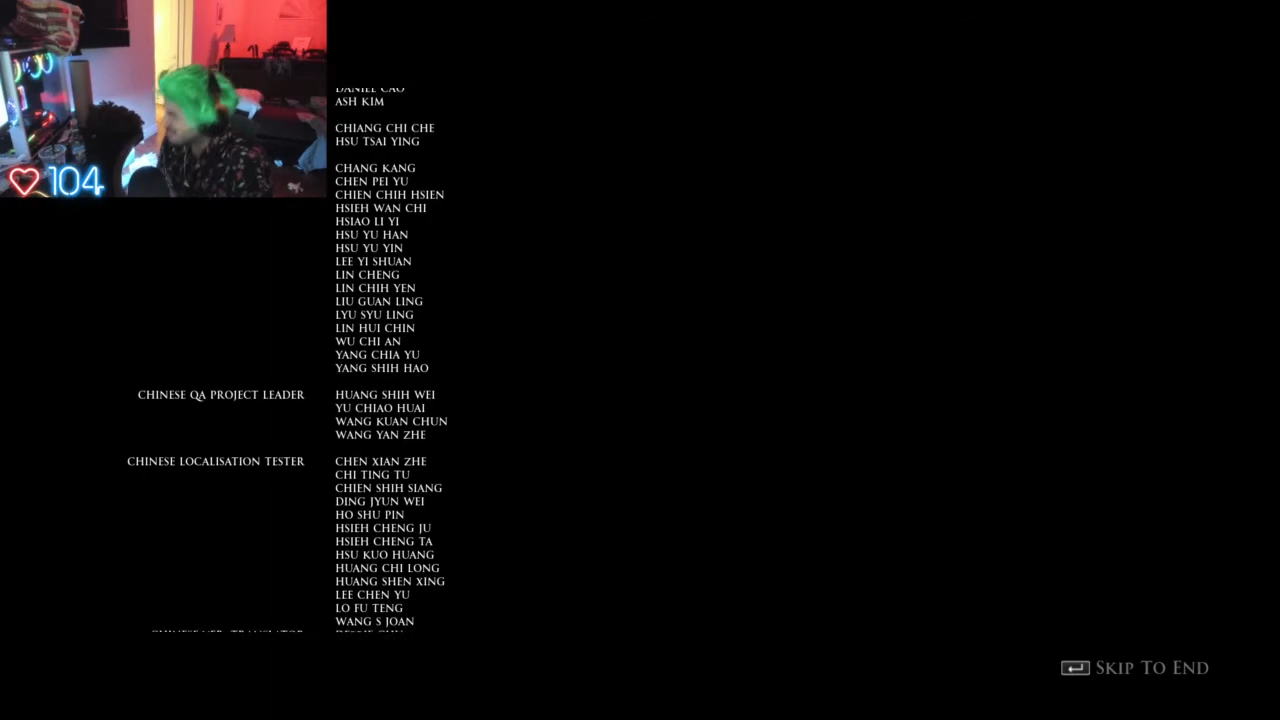 DANIEL CAO
ASH KIM
CHIANG CHI CHE
HSU TSAI YING
CHANG KANG
CHEN PEI YU
CHIEN CHIH HSIEN
HSIEH WAN CHI
HSIAO LI YI
HSU YU HAN
HSU YU YIN
LEE YI SHUAN
LIN CHENG
LIN CHIH YEN
LIU GUAN LING
LYU SYU LING
LIN HUI CHIN
WU CHI AN
YANG CHIA YU
YANG SHIH HAO
CHINESE QA PROJECT LEADER HUANG SHIH WEI
YU CHIAO HUAI
WANG KUAN CHUN
WANG YAN ZHE
CHINESE LOCALISATION TESTER CHEN XIAN ZHE
CHI TING TU
CHIEN SHIH SIANG
DING JYUN WEI
HO SHU PIN
HSIEH CHENG JU
HSIEH CHENG TA
HSU KUO HUANG
HUANG CHI LONG
HUANG SHEN XING
LEE CHEN YU
LO FU TENG
WANG S JOAN
104
SKIP TO END